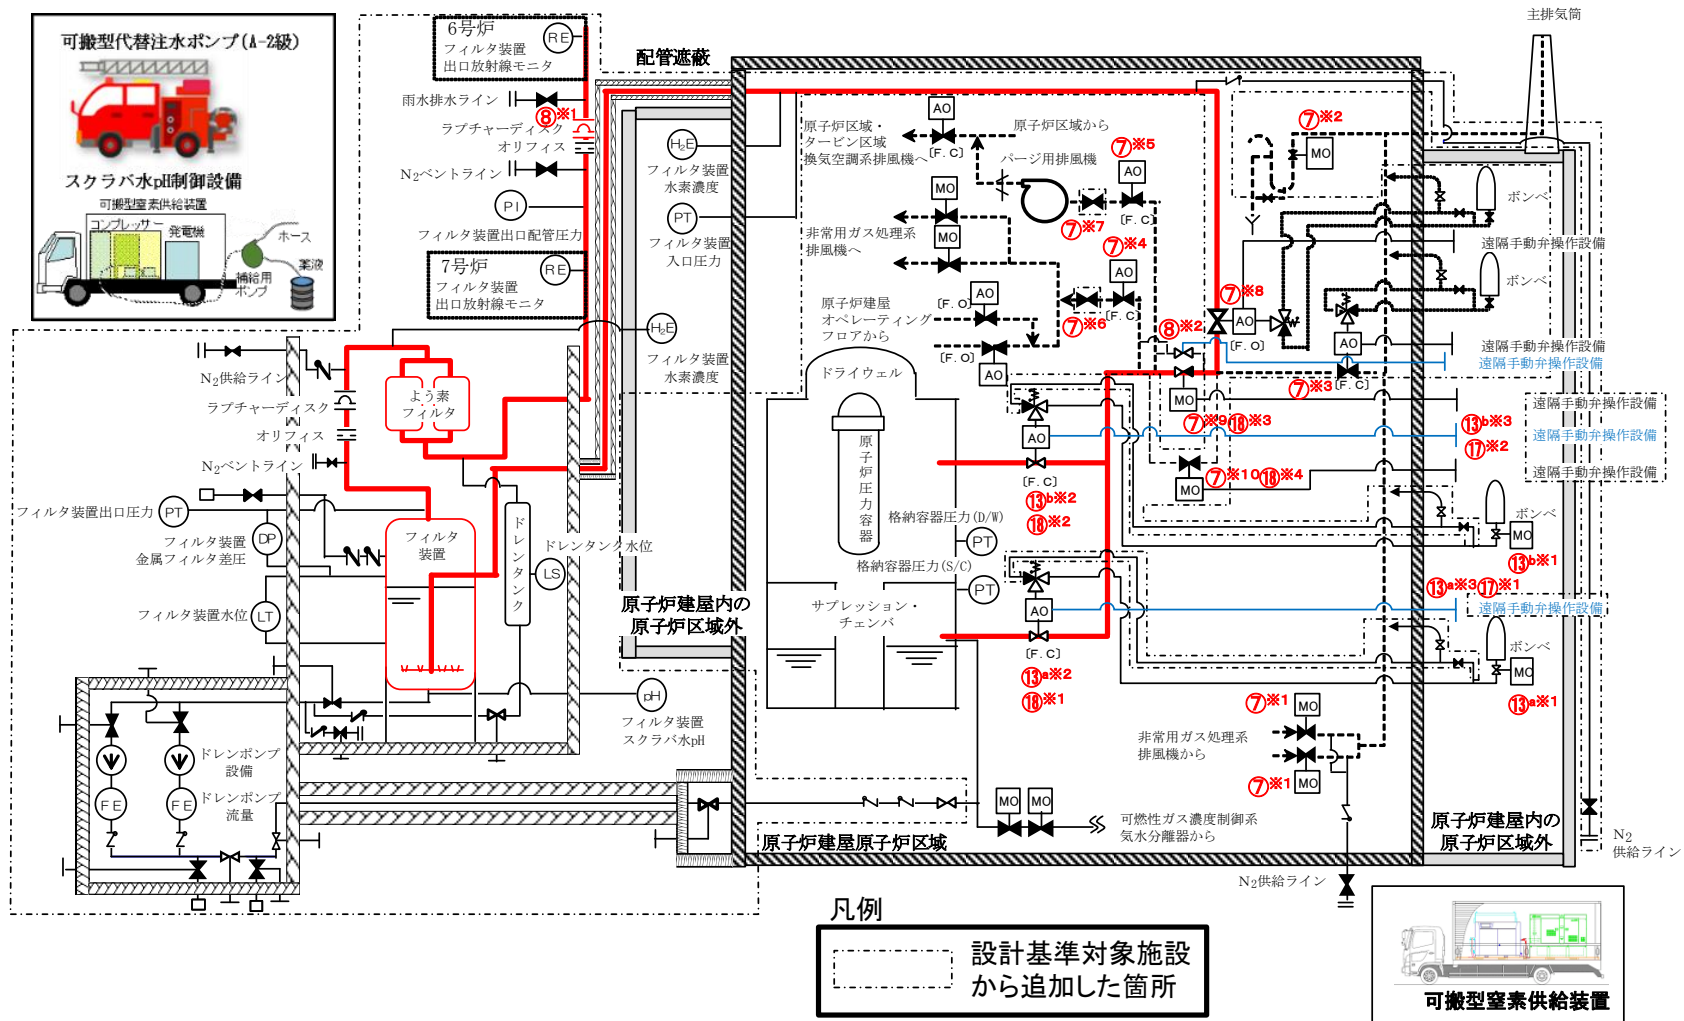 可搬型代替注水ポンプ(A-2級)
スクラバ水pH制御設備
可搬型窒素供給装置
コンプレッサー
発電機
ホース
補給用
ポンプ
薬液
6号炉
フィルタ装置
出口放射線モニタ
RE
雨水排水ライン
⑧※1
ラプチャーディスク
オリフィス
N₂ベントライン
PI
フィルタ装置出口配管圧力
7号炉
フィルタ装置
出口放射線モニタ
RE
配管遮蔽
H₂E
フィルタ装置
水素濃度
PT
フィルタ装置
入口圧力
H₂E
フィルタ装置
水素濃度
N₂供給ライン
ラプチャーディスク
オリフィス
N₂ベントライン
よう素
フィルタ
フィルタ装置出口圧力
PT
フィルタ装置
金属フィルタ差圧
DP
フィルタ装置水位
LT
フィルタ
装置
ドレンタンク
ドレンタンク水位
LS
pH
フィルタ装置
スクラバ水pH
ドレンポンプ
設備
ドレンポンプ
流量
FE
FE
原子炉建屋内の
原子炉区域外
主排気筒
原子炉区域・
タービン区域
換気空調系排風機へ
AO
(F.C)
原子炉区域から
パージ用排風機
⑦※5
AO
(F.C)
⑦※7
MO
非常用ガス処理系
排風機へ
MO
⑦※4
AO
(F.C)
⑦※6
原子炉建屋
オペレーティング
フロアから
(F.O)
AO
(F.O)
AO
⑦※2
MO
⑦※8
AO
(F.O)
⑧※2
MO
⑦※9⑱※3
AO
⑦※3(F.C)
MO
⑦※10⑱※4
ボンベ
遠隔手動弁操作設備
ボンベ
遠隔手動弁操作設備
遠隔手動弁操作設備
遠隔手動弁操作設備
遠隔手動弁操作設備
遠隔手動弁操作設備
⑬b※3
⑰※2
ドライウェル
原子炉圧力容器
AO
(F.C)
⑬b※2
⑱※2
格納容器圧力(D/W)
PT
格納容器圧力(S/C)
PT
サプレッション・
チェンバ
AO
(F.C)
⑬a※2
⑱※1
ボンベ
MO
⑬b※1
⑬a※3
⑰※1
遠隔手動弁操作設備
ボンベ
MO
⑬a※1
⑦※1
MO
非常用ガス処理系
排風機から
⑦※1
MO
MO
MO
可燃性ガス濃度制御系
気水分離器から
原子炉建屋原子炉区域
原子炉建屋内の
原子炉区域外
N₂供給ライン
N₂
供給ライン
凡例
設計基準対象施設
から追加した箇所
可搬型窒素供給装置